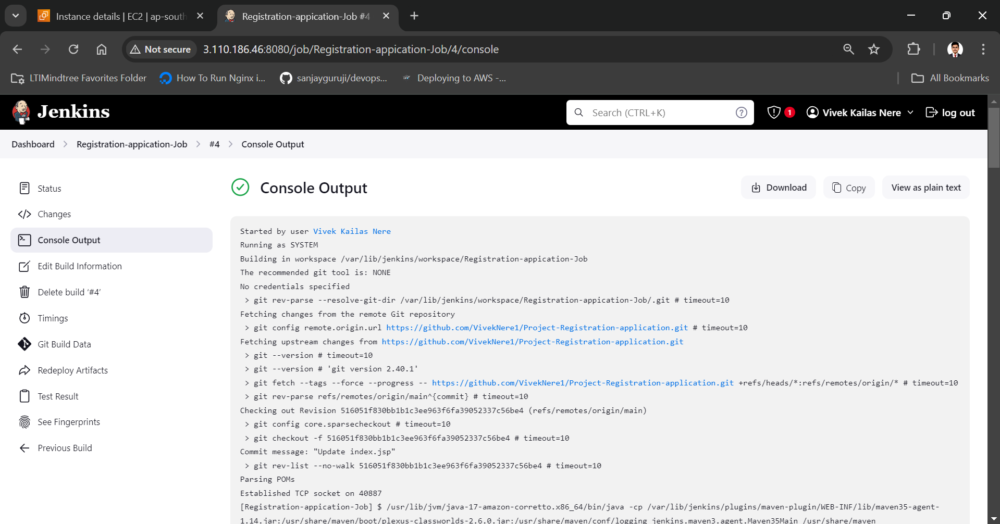 Instance details | EC2 | ap-south
Registration-appication-Job #4
Not secure
3.110.186.46:8080/job/Registration-appication-Job/4/console
LTIMindtree Favorites Folder
How To Run Nginx i...
sanjayguruji/devops...
Deploying to AWS -...
All Bookmarks
Jenkins
Search (CTRL+K)
?
1
Vivek Kailas Nere
log out
Dashboard
Registration-appication-Job
#4
Console Output
Status
Changes
Console Output
Edit Build Information
Delete build ‘#4’
Timings
Git Build Data
Redeploy Artifacts
Test Result
See Fingerprints
Previous Build
Console Output
Download
Copy
View as plain text
Started by user Vivek Kailas Nere
Running as SYSTEM
Building in workspace /var/lib/jenkins/workspace/Registration-appication-Job
The recommended git tool is: NONE
No credentials specified
> git rev-parse --resolve-git-dir /var/lib/jenkins/workspace/Registration-appication-Job/.git # timeout=10
Fetching changes from the remote Git repository
> git config remote.origin.url https://github.com/VivekNere1/Project-Registration-application.git # timeout=10
Fetching upstream changes from https://github.com/VivekNere1/Project-Registration-application.git
> git --version # timeout=10
> git --version # 'git version 2.40.1'
> git fetch --tags --force --progress -- https://github.com/VivekNere1/Project-Registration-application.git +refs/heads/*:refs/remotes/origin/* # timeout=10
> git rev-parse refs/remotes/origin/main^{commit} # timeout=10
Checking out Revision 516051f830bb1b1c3ee963f6fa39052337c56be4 (refs/remotes/origin/main)
> git config core.sparsecheckout # timeout=10
> git checkout -f 516051f830bb1b1c3ee963f6fa39052337c56be4 # timeout=10
Commit message: "Update index.jsp"
> git rev-list --no-walk 516051f830bb1b1c3ee963f6fa39052337c56be4 # timeout=10
Parsing POMs
Established TCP socket on 40887
[Registration-appication-Job] $ /usr/lib/jvm/java-17-amazon-corretto.x86_64/bin/java -cp /var/lib/jenkins/plugins/maven-plugin/WEB-INF/lib/maven35-agent-
1.14.jar:/usr/share/maven/boot/plexus-classworlds-2.6.0.jar:/usr/share/maven/conf/logging jenkins.maven3.agent.Maven35Main /usr/share/maven